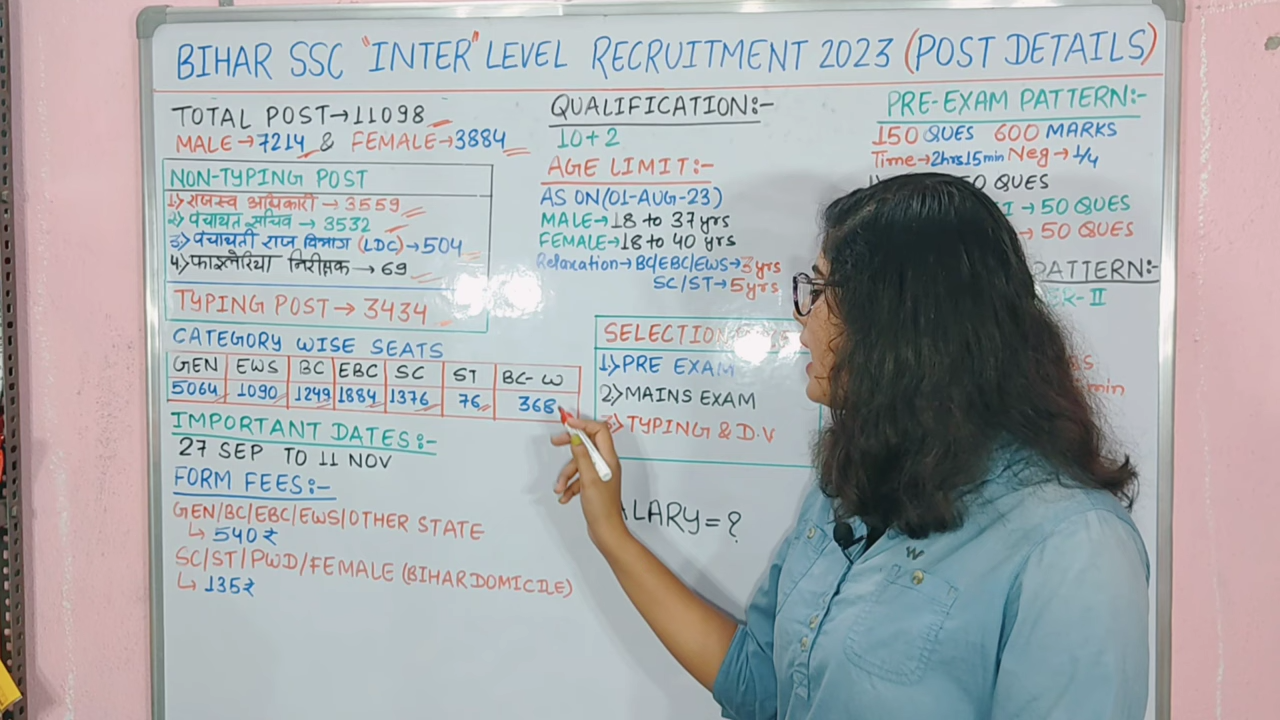 BIHAR SSC "INTER" LEVEL RECRUITMENT 2023 (POST DETAILS)
TOTAL POST→11098
MALE→7214 & FEMALE→3884
NON-TYPING POST
1) राजस्व अधिकारी → 3559
2) पंचायत सचिव → 3532
3) पंचायती राज विभाग (LDC)→504
4) फाइलेरिया निरीक्षक → 69
TYPING POST → 3434
CATEGORY WISE SEATS
GEN EWS BC EBC SC ST BC-W
5064 1090 1249 1884 1376 76 368
IMPORTANT DATES:-
27 SEP TO 11 NOV
FORM FEES:-
GEN/BC/EBC/EWS/OTHER STATE
↳ 540₹
SC/ST/PWD/FEMALE (BIHAR DOMICILE)
↳ 135₹
QUALIFICATION:-
10+2
AGE LIMIT:-
AS ON(01-AUG-23)
MALE→18 to 37 yrs
FEMALE→18 to 40 yrs
Relaxation→BC/EBC/EWS→3yrs
SC/ST→5yrs
SELECTION
1) PRE EXAM
2) MAINS EXAM
3) TYPING & D.V
ALARY=?
PRE-EXAM PATTERN:-
150 QUES 600 MARKS
Time→2hrs15min Neg→1/4
50 QUES
I → 50 QUES
→ 50 QUES
PATTERN:-
R-II
min
W